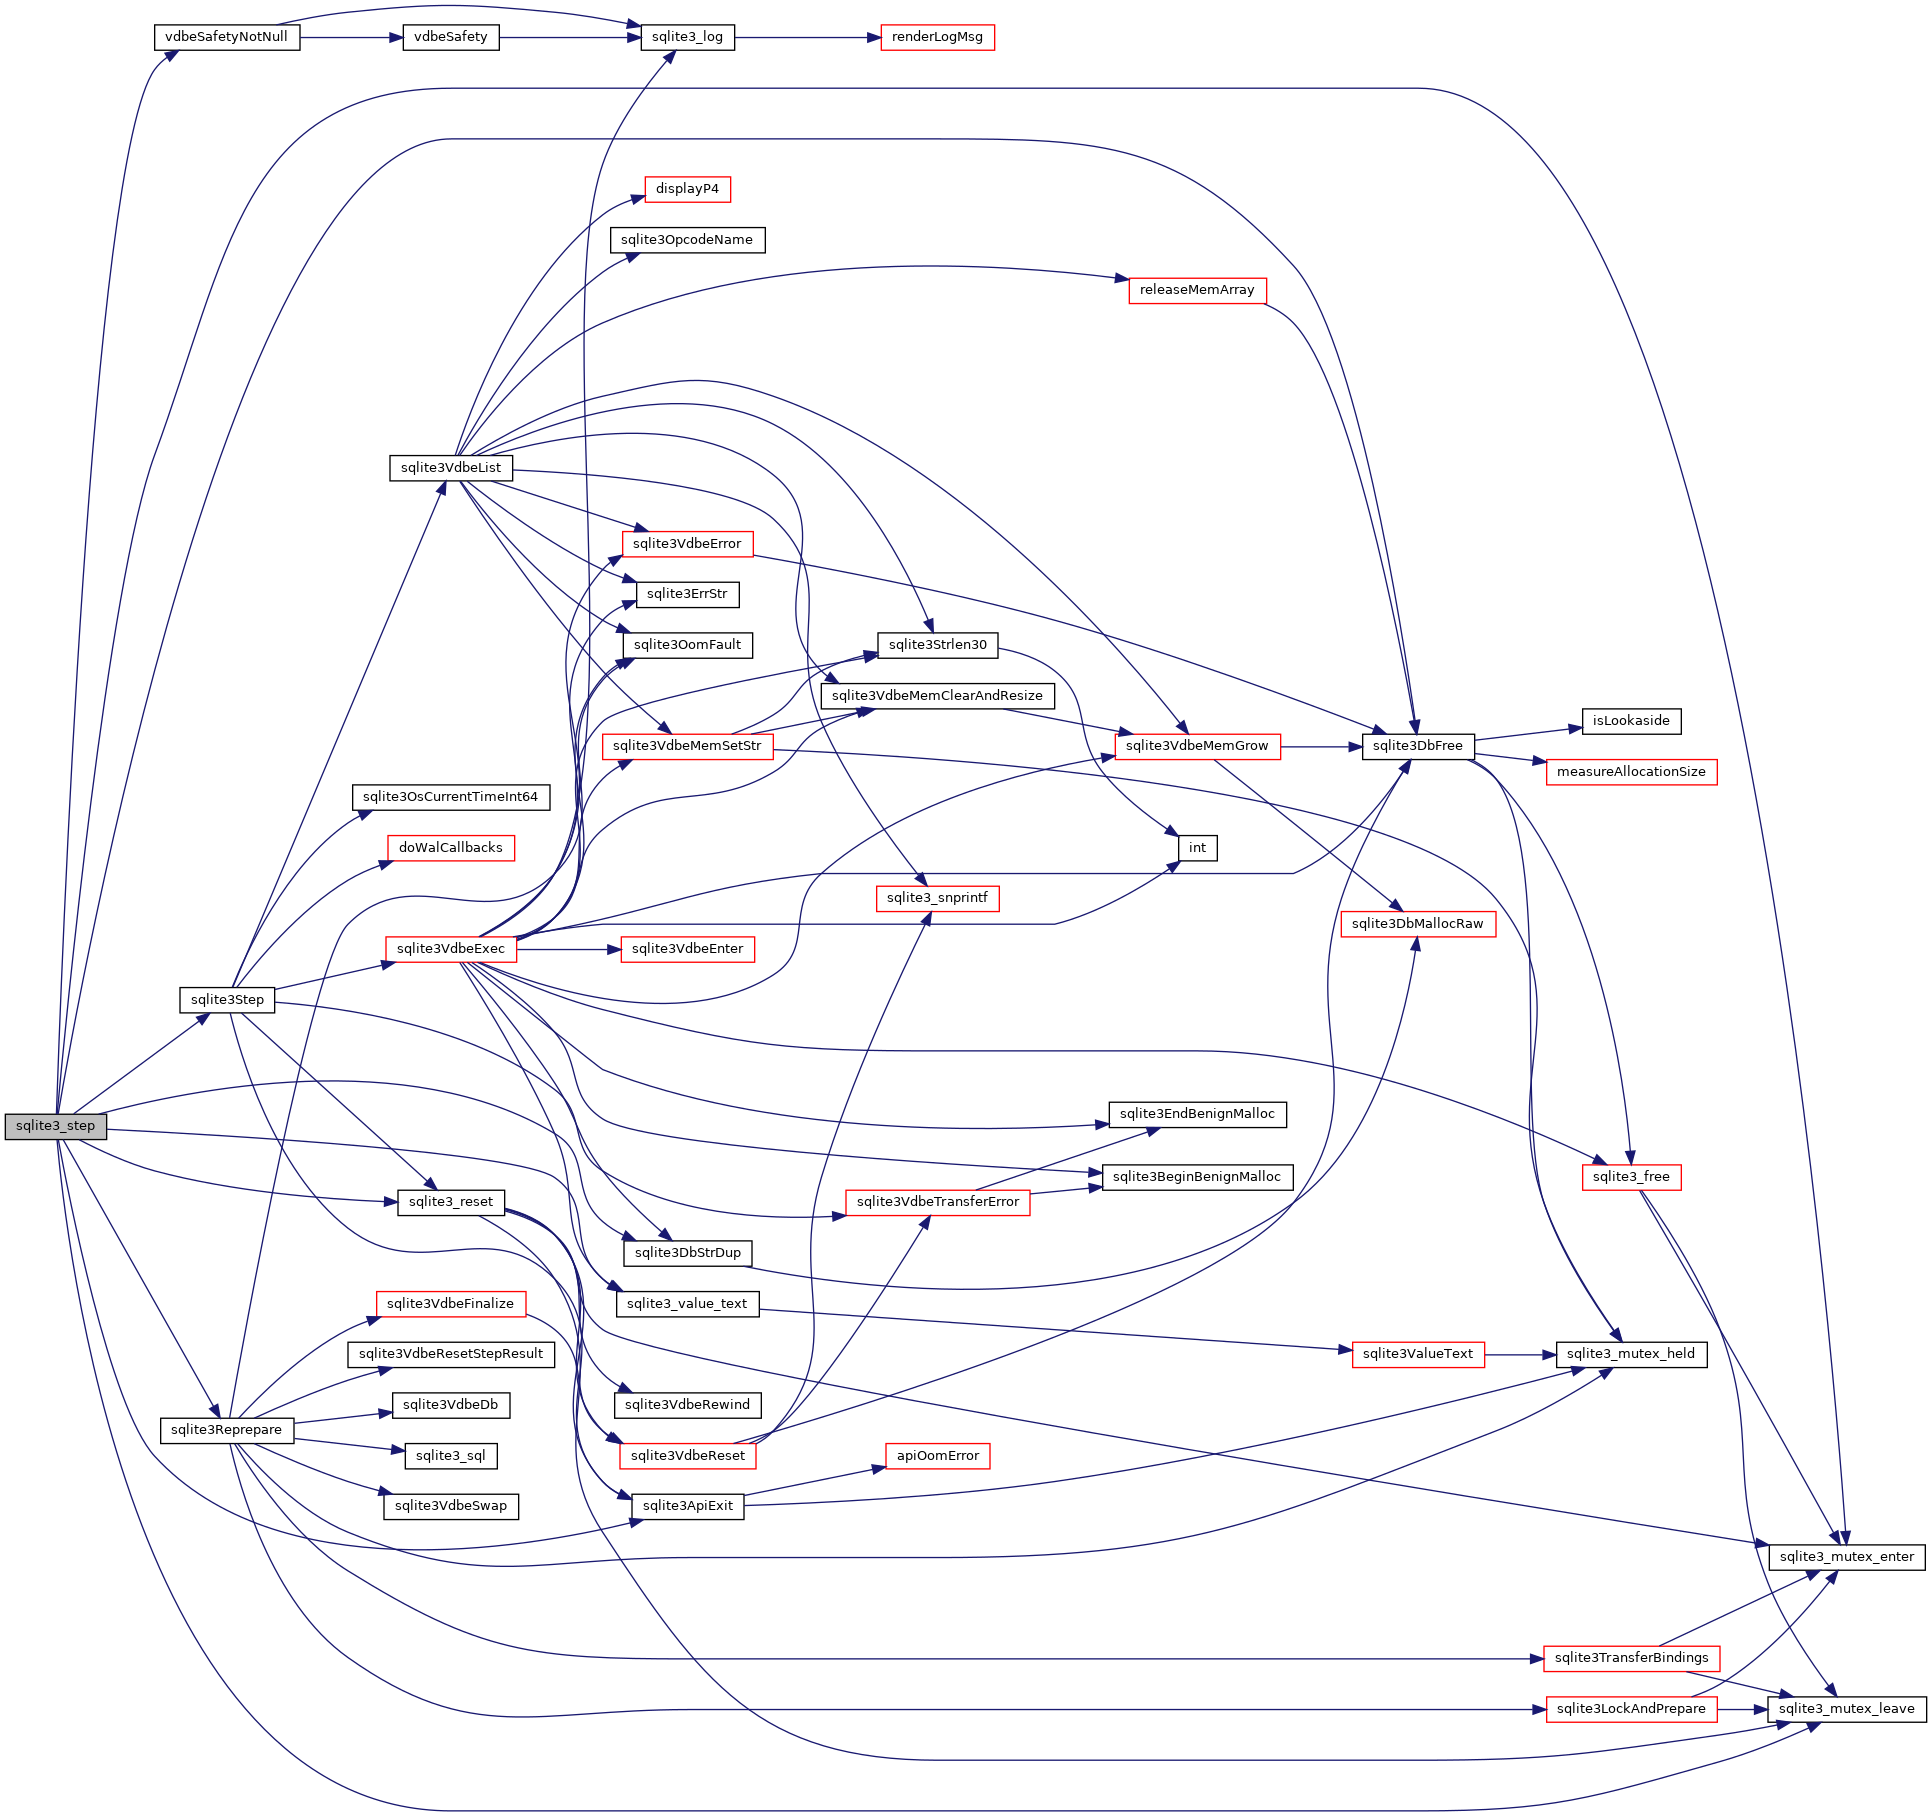 vdbeSafetyNotNull
vdbeSafety
sqlite3_log
renderLogMsg
displayP4
sqlite3OpcodeName
releaseMemArray
sqlite3VdbeList
sqlite3VdbeError
sqlite3ErrStr
sqlite3OomFault
sqlite3Strlen30
sqlite3VdbeMemClearAndResize
isLookaside
sqlite3VdbeMemSetStr
sqlite3VdbeMemGrow
sqlite3DbFree
measureAllocationSize
sqlite3OsCurrentTimeInt64
doWalCallbacks
int
sqlite3_snprintf
sqlite3DbMallocRaw
sqlite3VdbeExec
sqlite3VdbeEnter
sqlite3Step
sqlite3_step
sqlite3EndBenignMalloc
sqlite3BeginBenignMalloc
sqlite3_free
sqlite3_reset
sqlite3VdbeTransferError
sqlite3DbStrDup
sqlite3VdbeFinalize
sqlite3_value_text
sqlite3VdbeResetStepResult
sqlite3ValueText
sqlite3_mutex_held
sqlite3VdbeDb
sqlite3VdbeRewind
sqlite3Reprepare
sqlite3_sql
sqlite3VdbeReset
apiOomError
sqlite3VdbeSwap
sqlite3ApiExit
sqlite3_mutex_enter
sqlite3TransferBindings
sqlite3LockAndPrepare
sqlite3_mutex_leave